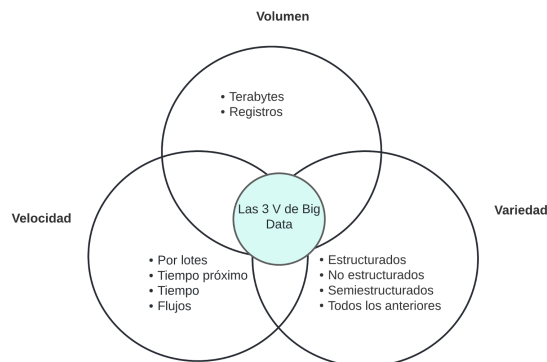 Volumen
• Terabytes
• Registros
Las 3 V de Big
Data
Velocidad
Variedad
• Por lotes
• Tiempo próximo
• Tiempo
• Flujos
• Estructurados
• No estructurados
• Semiestructurados
• Todos los anteriores